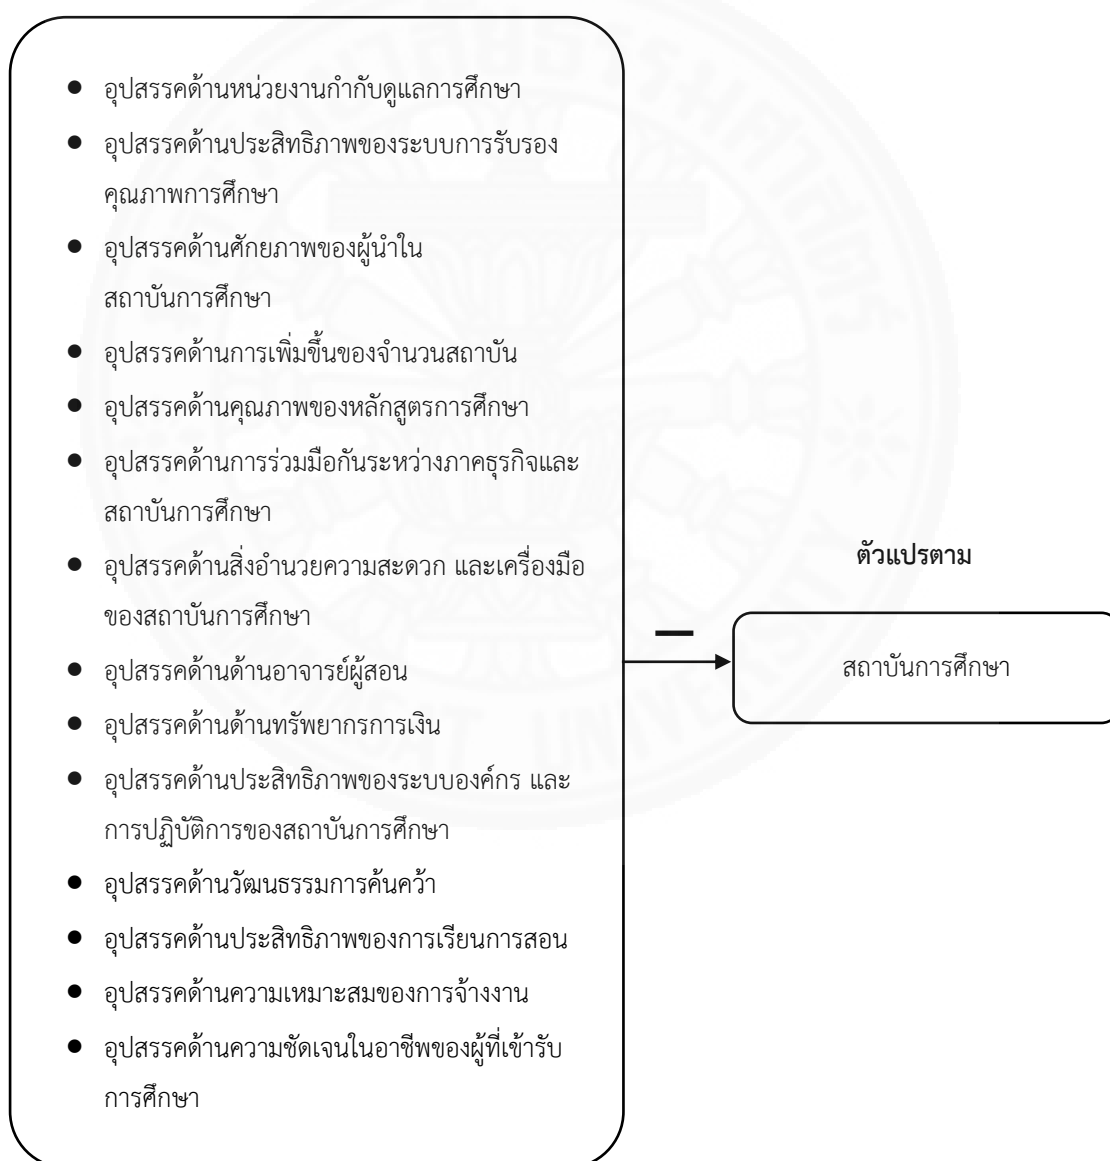 ● อุปสรรคด้านหน่วยงานกำกับดูแลการศึกษา
● อุปสรรคด้านประสิทธิภาพของระบบการรับรอง
คุณภาพการศึกษา
● อุปสรรคด้านศักยภาพของผู้นำใน
สถาบันการศึกษา
● อุปสรรคด้านการเพิ่มขึ้นของจำนวนสถาบัน
● อุปสรรคด้านคุณภาพของหลักสูตรการศึกษา
● อุปสรรคด้านการร่วมมือกันระหว่างภาคธุรกิจและ
สถาบันการศึกษา
● อุปสรรคด้านสิ่งอำนวยความสะดวก และเครื่องมือ
ของสถาบันการศึกษา
● อุปสรรคด้านด้านอาจารย์ผู้สอน
● อุปสรรคด้านด้านทรัพยากรการเงิน
● อุปสรรคด้านประสิทธิภาพของระบบองค์กร และ
การปฏิบัติการของสถาบันการศึกษา
● อุปสรรคด้านวัฒนธรรมการค้นคว้า
● อุปสรรคด้านประสิทธิภาพของการเรียนการสอน
● อุปสรรคด้านความเหมาะสมของการจ้างงาน
● อุปสรรคด้านความชัดเจนในอาชีพของผู้ที่เข้ารับ
การศึกษา
–
ตัวแปรตาม
สถาบันการศึกษา